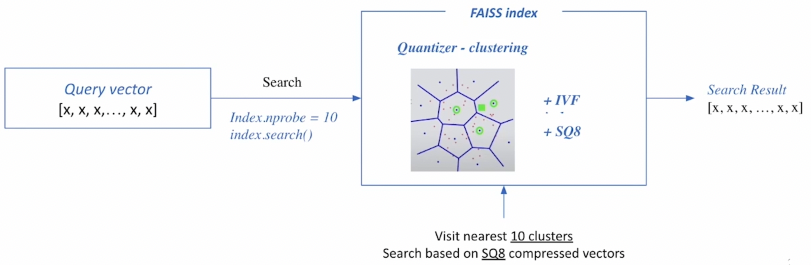 FAISS index
Quantizer - clustering
Query vector
[x, x, x,…, x, x]
Search
Index.nprobe = 10
index.search()
+ IVF
+ SQ8
Search Result
[x, x, x, …, x, x]
Visit nearest 10 clusters
Search based on SQ8 compressed vectors